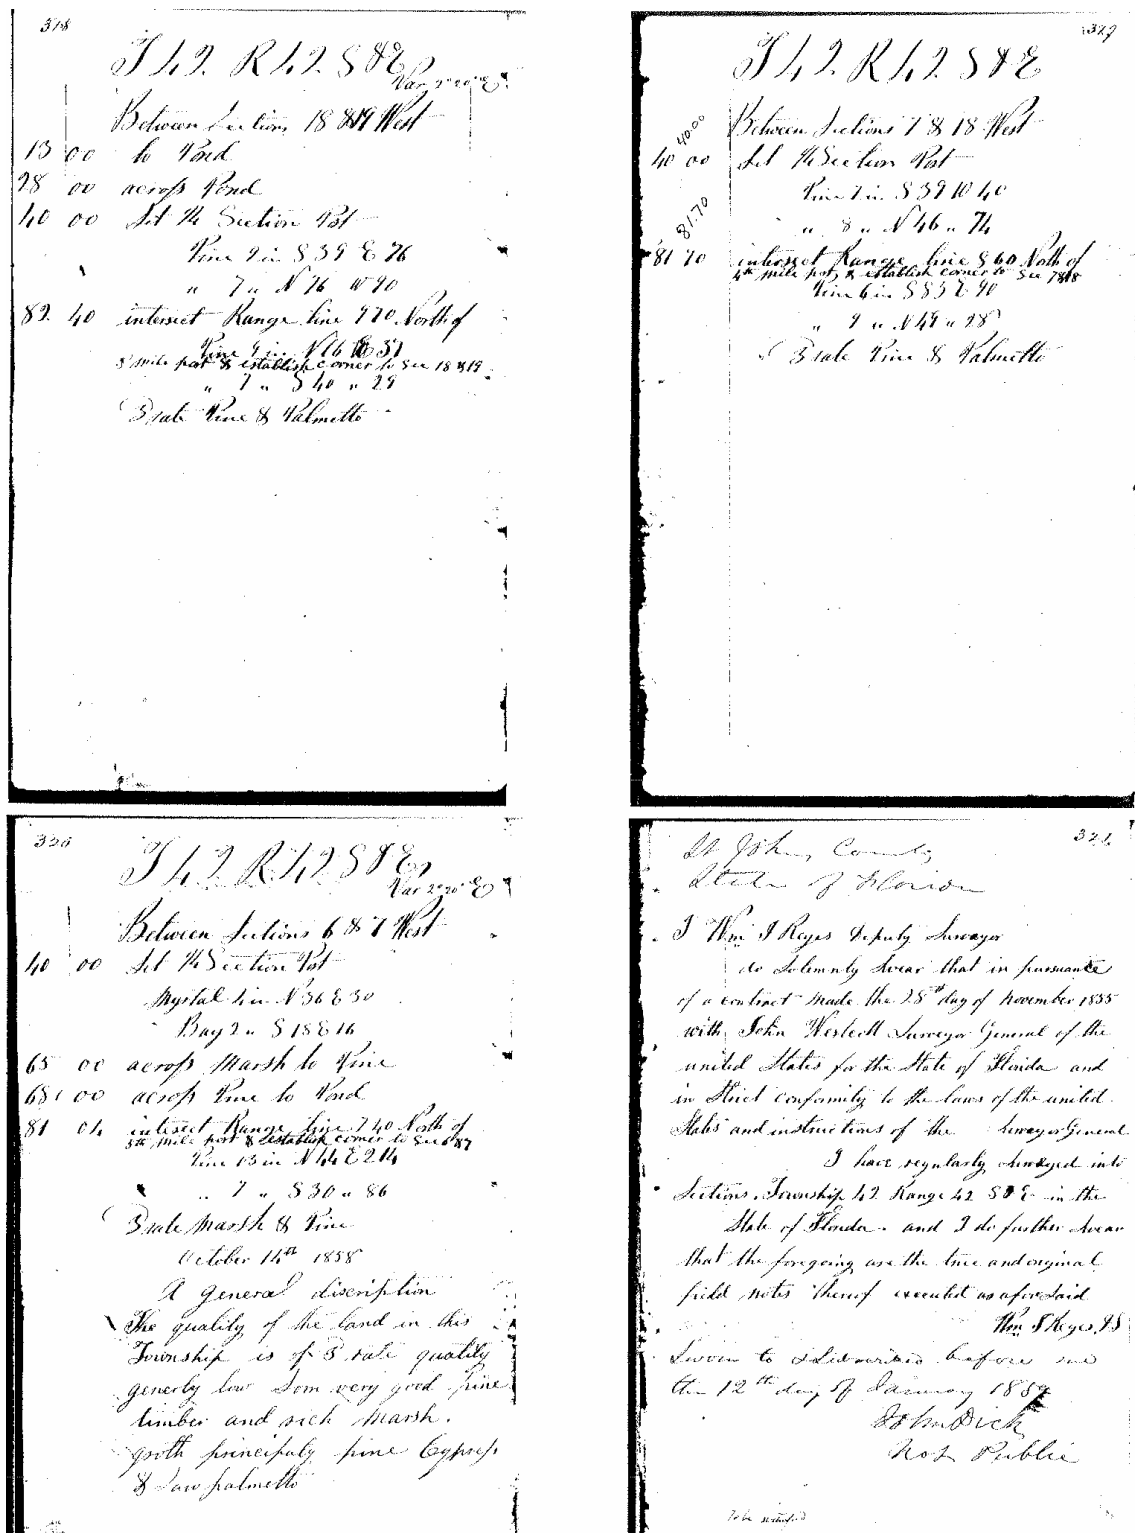 318
T 42. R 42. S & E
Var. 2° 20' E
Between Sections 18 & 19 West
13 00 to Pond
28 00 across Pond
40 00 Set ¼ Section Post
Pine 9 in S 39 E 76
" 7 " N 76 W 90
82 40 intersect Range line 970 North of
3 mile post & establish corner to Sec 18 & 19
Pine 9 in N 16 E 51
" 7 " S 40 " 29
3 rate Pine & Palmetto
319
T 42. R 42. S & E
Between Sections 7 & 18 West
40.00
40 00 Set ¼ Section Post
Pine 7 in S 39 W 40
" 8 " N 46 " 74
81.70
81 70 intersect Range line 860 North of
4th mile post, & establish corner to Sec 7 & 18
Pine 6 in S 85 E 90
" 9 " N 49 " 28
3 rate Pine & Palmetto
320
T 42. R 42 S & E
Var 2° 20' E
Between Sections 6 & 7 West
40 00 Set ¼ Section Post
Myrtal 4 in N 36 E 30
Bay 2 " S 18 E 16
65 00 across Marsh to Pine
68 00 across Pine to Pond
81 04 intersect Range line 740 North of
5th mile post & establish corner to Sec 6 & 7
Pine 13 in N 44 E 214
" 7 " S 30 " 86
3 rate Marsh & Pine
October 14th 1858
A general discription
The quality of the land in this
Township is of 3 rate quality
generly low Som very good pine
timber and rich marsh.
groth principaly pine Cypress
& Saw palmetto
321
St Johns County
State of Florida
I Wm J Reyes Deputy Surveyor
do Solemnly Swear that in pursuance
of a contract made the 28th day of November 1855
with John Westcott Surveyor General of the
united States for the State of Florida and
in Strict conformity to the laws of the united
States and instructions of the Surveyor General
I have regularly Surveyed into
Sections, Township 42 Range 42 S & E in the
State of Florida. and I do further Swear
that the foregoing are the true and original
field notes thereof executed as aforesaid
Wm J Reyes, D S
Sworn to & Subscribed before me
this 12th day of January 1859
John Dick
Not Public
To be